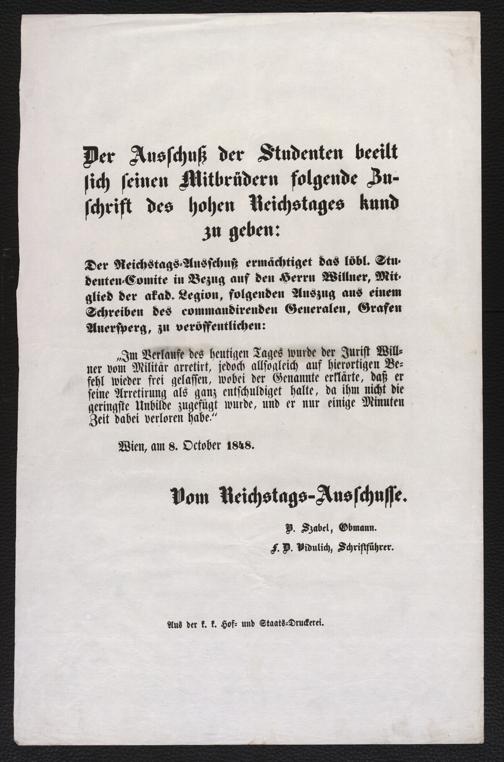 Der Ausschuß der Studenten beeilt
sich seinen Mitbrüdern folgende Zu-
schrift des hohen Reichstages kund
zu geben:
Der Reichstags-Ausschuß ermächtiget das löbl. Stu-
denten-Comite in Bezug auf den Herrn Willner, Mit-
glied der akad. Legion, folgenden Auszug aus einem
Schreiben des commandirenden Generalen, Grafen
Auersperg, zu veröffentlichen:
„Im Verlaufe des heutigen Tages wurde der Jurist Will-
ner vom Militär arretirt, jedoch allsogleich auf hierortigen Be-
fehl wieder frei gelassen, wobei der Genannte erklärte, daß er
seine Arretirung als ganz entschuldiget halte, da ihm nicht die
geringste Unbilde zugefügt wurde, und er nur einige Minuten
Zeit dabei verloren habe.“
Wien, am 8. October 1848.
Vom Reichstags-Ausschusse.
V. Szabel, Obmann.
F. V. Vidulich, Schriftführer.
Aus der k. k. Hof- und Staats-Druckerei.